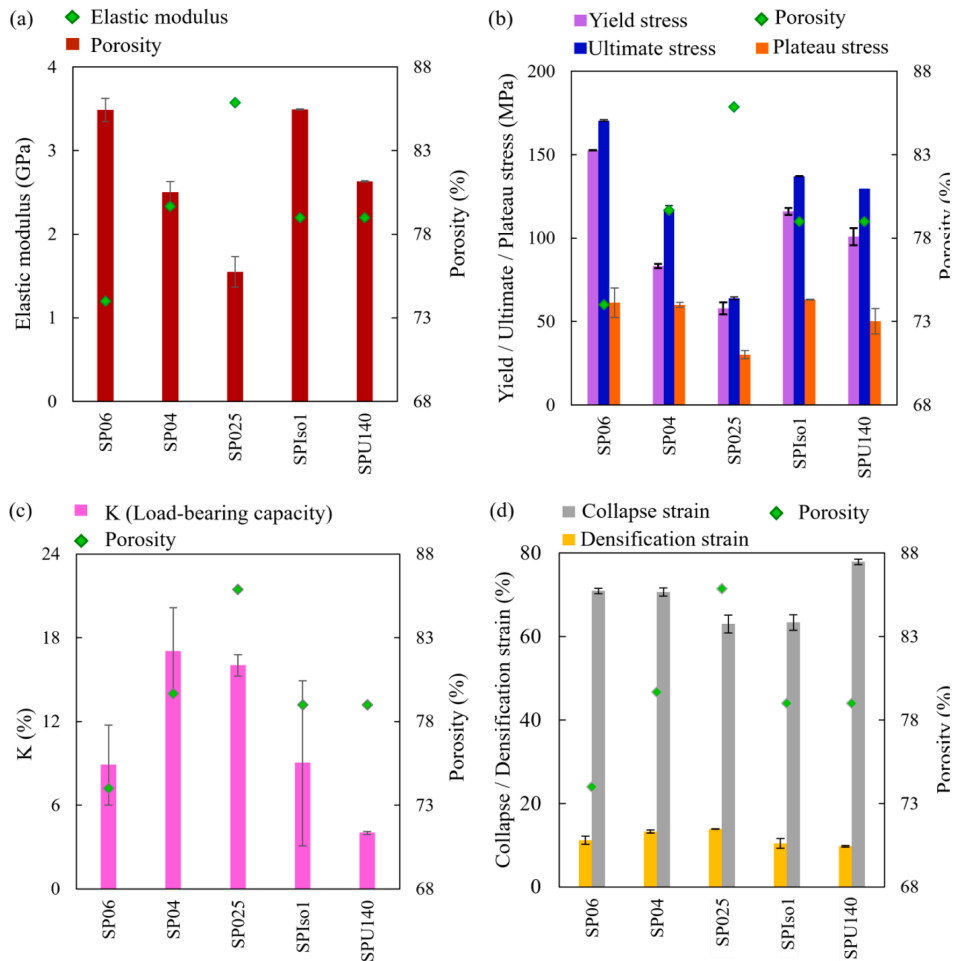 (a)
Elastic modulus
Porosity
Elastic modulus (GPa)
4
3
2
1
0
88
83
78
73
68
Porosity (%)
SP06
SP04
SP025
SPIso1
SPU140
(b)
Yield stress
Porosity
Ultimate stress
Plateau stress
Yield / Ultimate / Plateau stress (MPa)
200
150
100
50
0
88
83
78
73
68
Porosity (%)
SP06
SP04
SP025
SPIso1
SPU140
(c)
K (Load-bearing capacity)
Porosity
K (%)
24
18
12
6
0
88
83
78
73
68
Porosity (%)
SP06
SP04
SP025
SPIso1
SPU140
(d)
Collapse strain
Porosity
Densification strain
Collapse / Densification strain (%)
80
60
40
20
0
88
83
78
73
68
Porosity (%)
SP06
SP04
SP025
SPIso1
SPU140